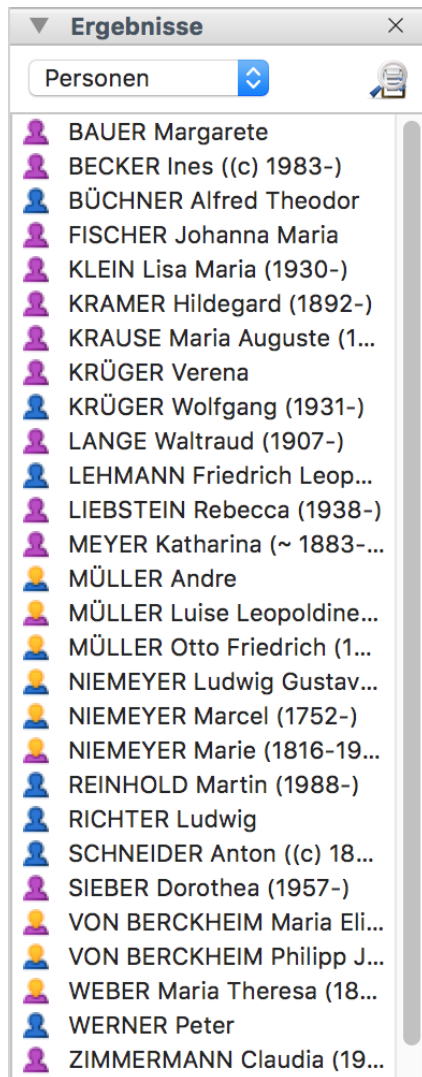 Ergebnisse
Personen
BAUER Margarete
BECKER Ines ((c) 1983-)
BÜCHNER Alfred Theodor
FISCHER Johanna Maria
KLEIN Lisa Maria (1930-)
KRAMER Hildegard (1892-)
KRAUSE Maria Auguste (1...
KRÜGER Verena
KRÜGER Wolfgang (1931-)
LANGE Waltraud (1907-)
LEHMANN Friedrich Leop...
LIEBSTEIN Rebecca (1938-)
MEYER Katharina (~ 1883-...
MÜLLER Andre
MÜLLER Luise Leopoldine...
MÜLLER Otto Friedrich (1...
NIEMEYER Ludwig Gustav...
NIEMEYER Marcel (1752-)
NIEMEYER Marie (1816-19...
REINHOLD Martin (1988-)
RICHTER Ludwig
SCHNEIDER Anton ((c) 18...
SIEBER Dorothea (1957-)
VON BERCKHEIM Maria Eli...
VON BERCKHEIM Philipp J...
WEBER Maria Theresa (18...
WERNER Peter
ZIMMERMANN Claudia (19...